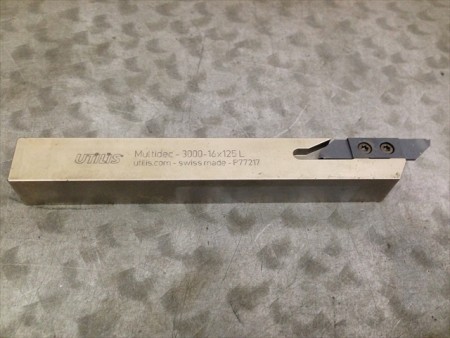 UTILIS
Multidec - 3000-16x125 L
utilis.com - swiss made - P77217